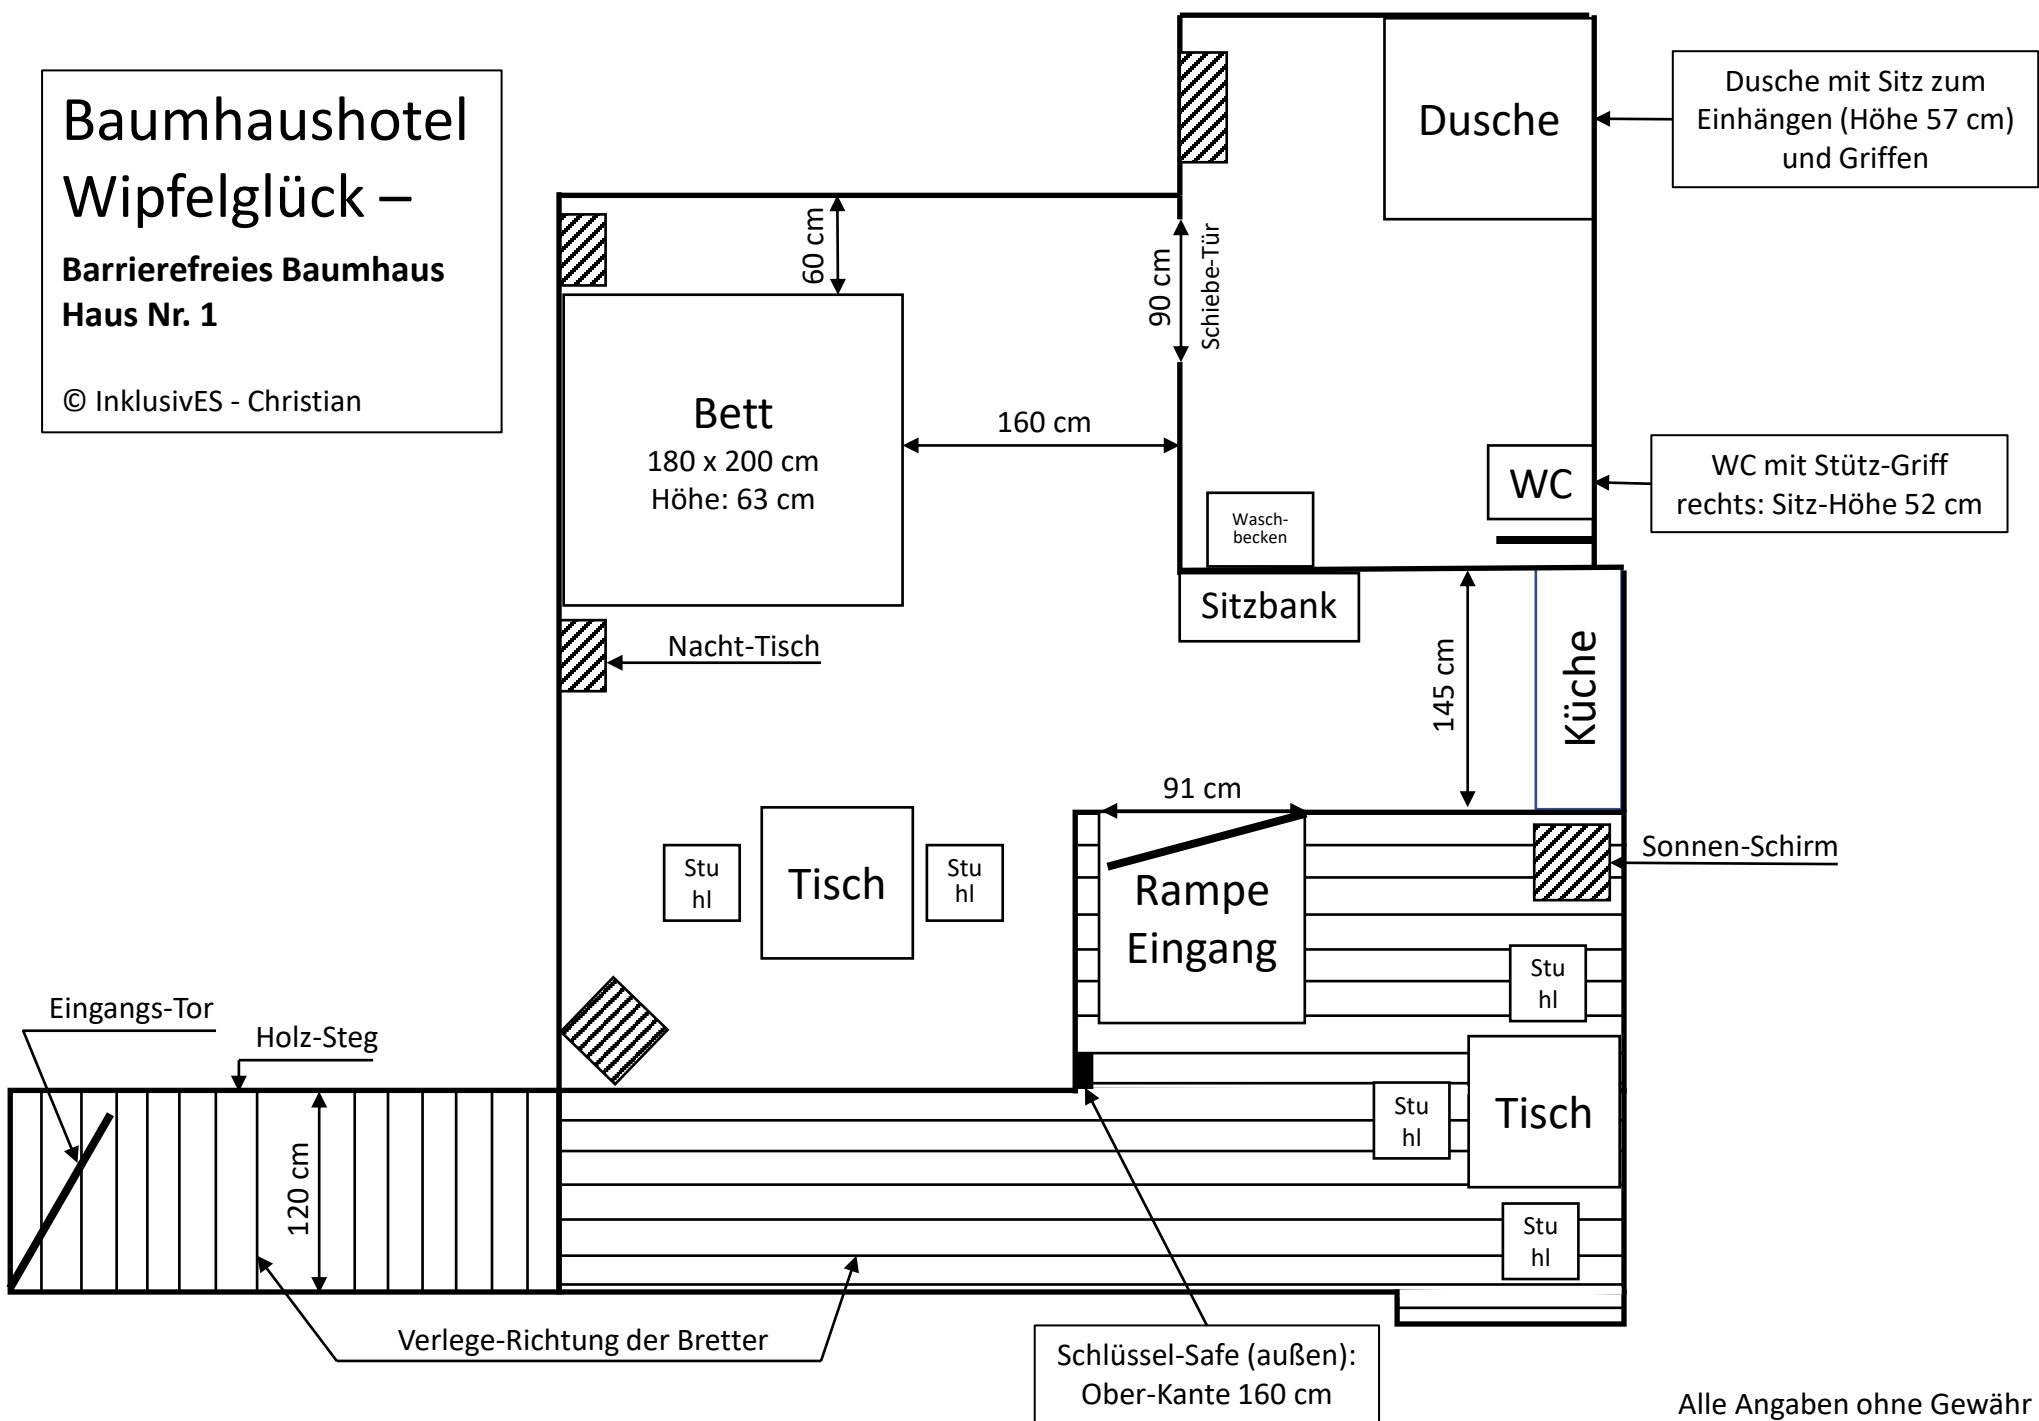 Baumhaushotel
Wipfelglück –
Barrierefreies Baumhaus
Haus Nr. 1
© InklusivES - Christian
Dusche
Dusche mit Sitz zum
Einhängen (Höhe 57 cm)
und Griffen
60 cm
90 cm
Schiebe-Tür
Bett
180 x 200 cm
Höhe: 63 cm
160 cm
WC
WC mit Stütz-Griff
rechts: Sitz-Höhe 52 cm
Wasch-
becken
Sitzbank
Nacht-Tisch
145 cm
Küche
91 cm
Stu
hl
Tisch
Stu
hl
Rampe
Eingang
Sonnen-Schirm
Stu
hl
Eingangs-Tor
Holz-Steg
120 cm
Stu
hl
Tisch
Stu
hl
Verlege-Richtung der Bretter
Schlüssel-Safe (außen):
Ober-Kante 160 cm
Alle Angaben ohne Gewähr